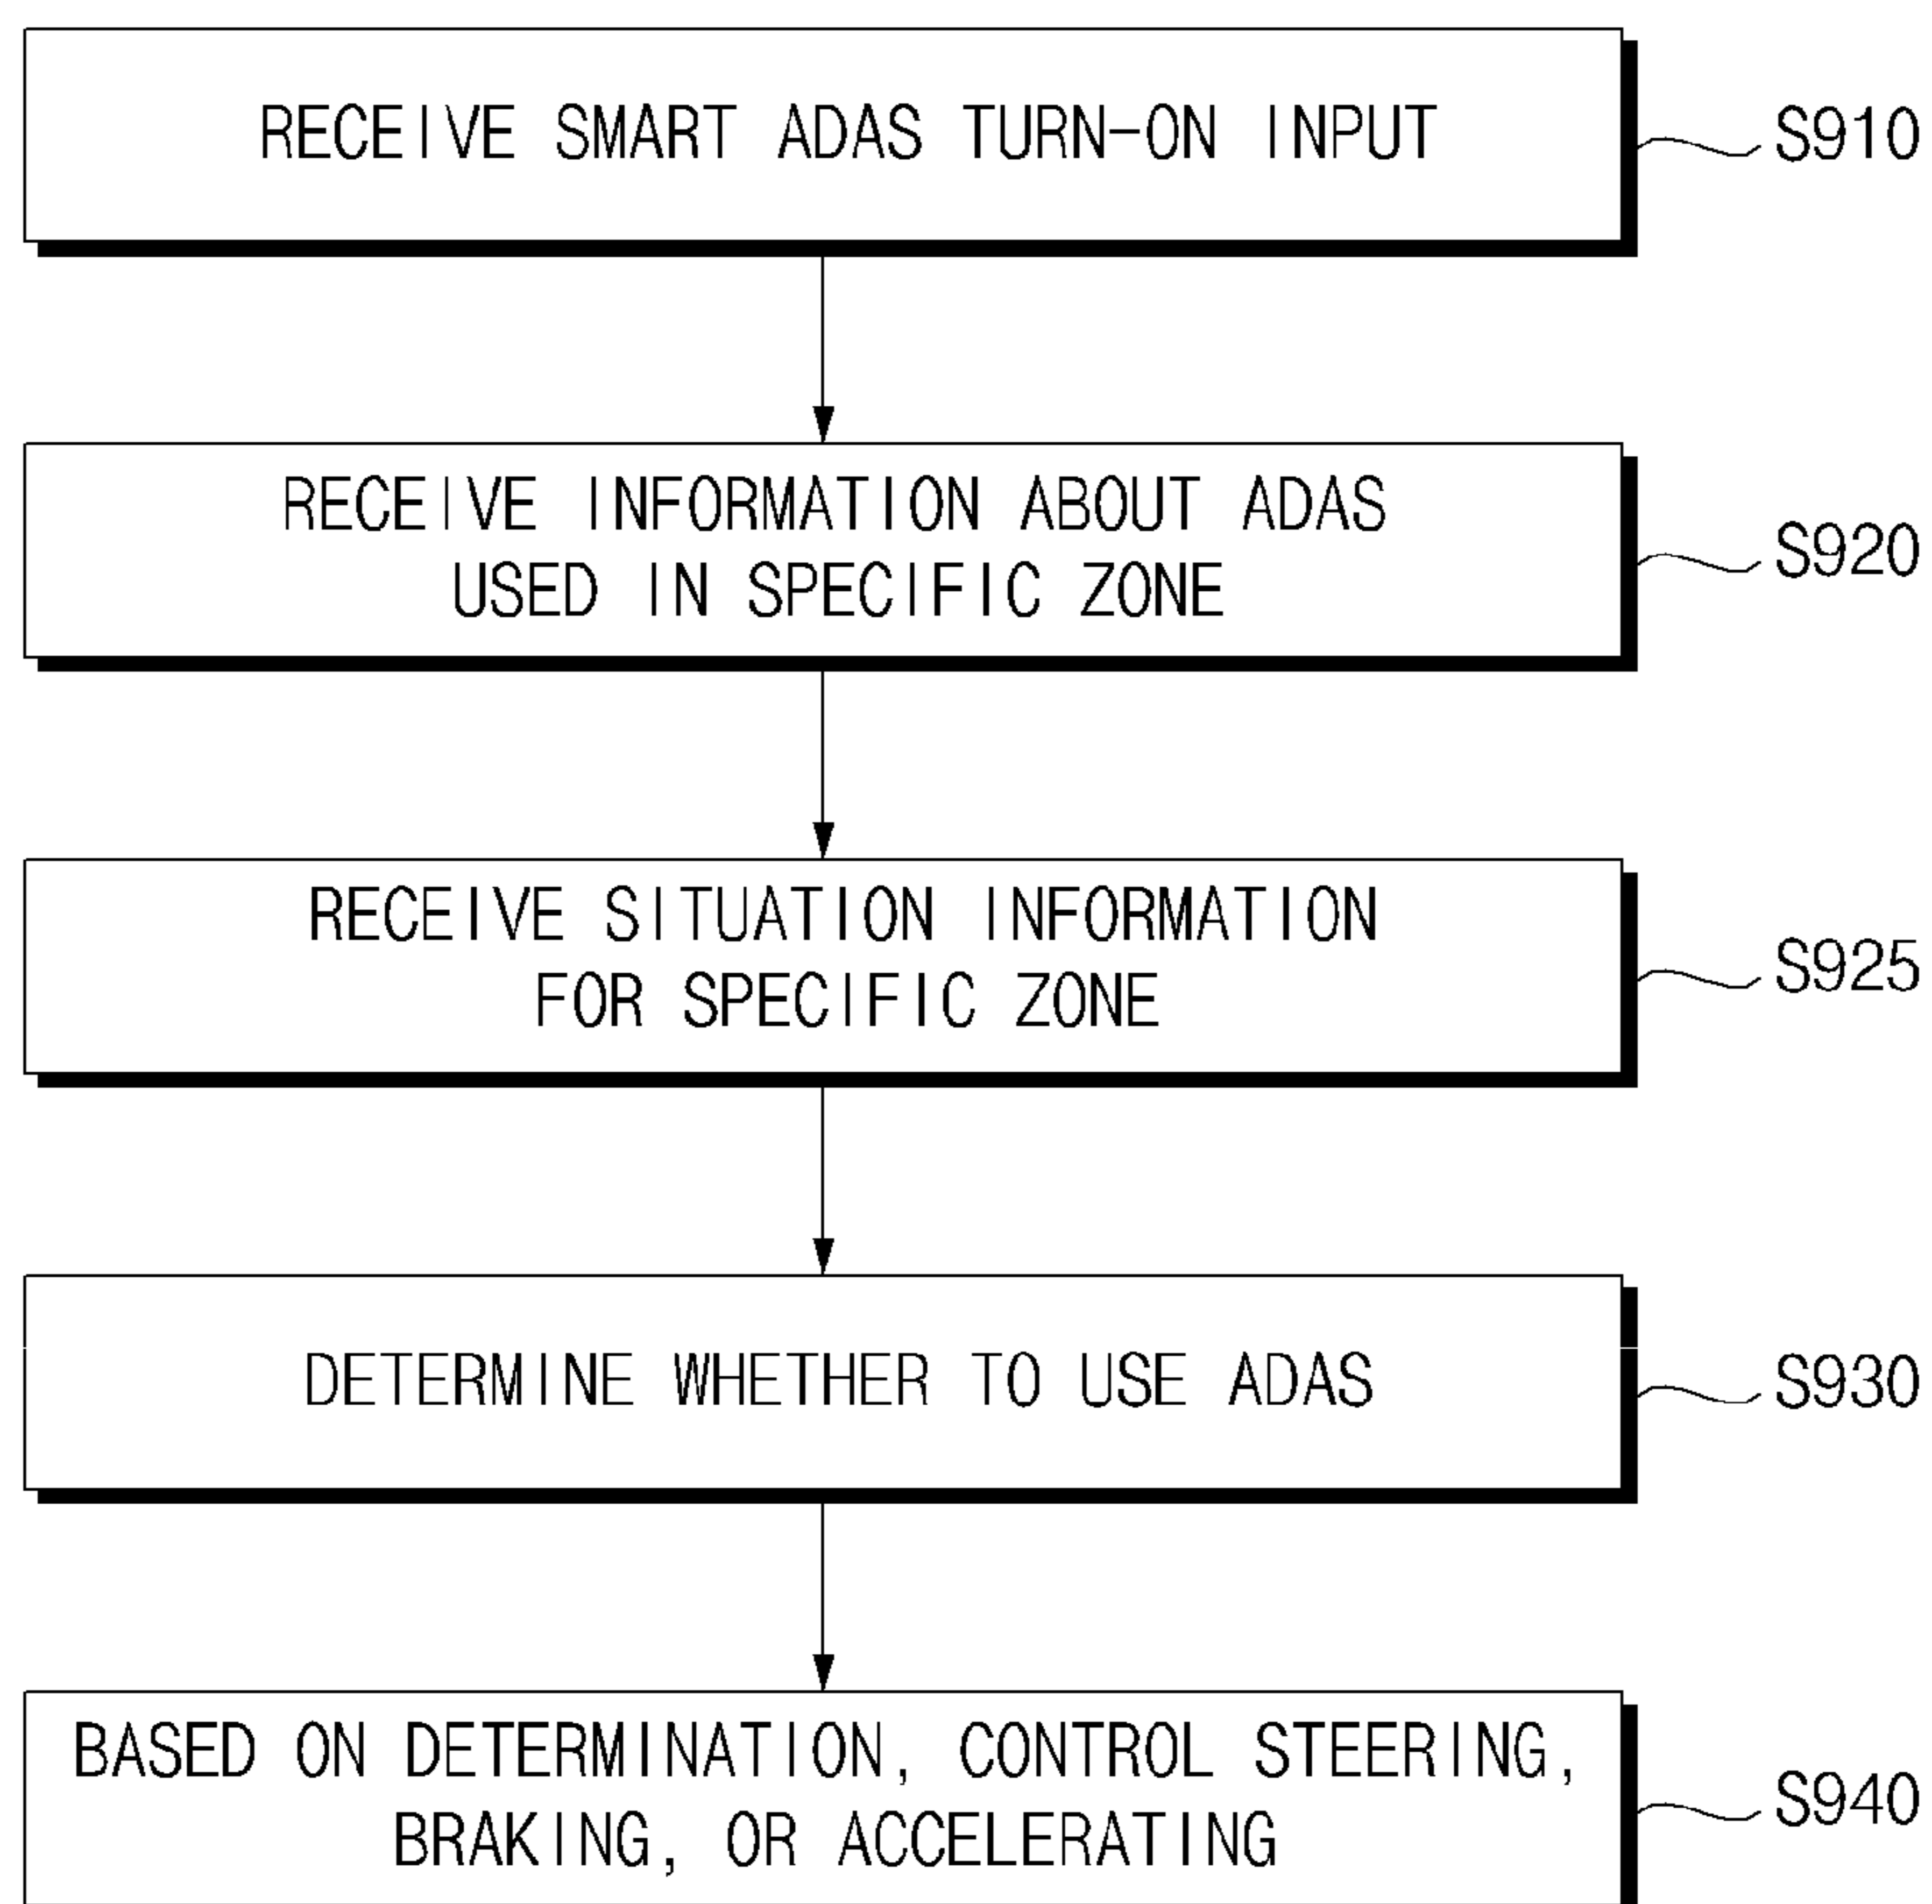 RECEIVE SMART ADAS TURN-ON INPUT
S910
RECEIVE INFORMATION ABOUT ADAS
USED IN SPECIFIC ZONE
S920
RECEIVE SITUATION INFORMATION
FOR SPECIFIC ZONE
S925
DETERMINE WHETHER TO USE ADAS
S930
BASED ON DETERMINATION, CONTROL STEERING,
BRAKING, OR ACCELERATING
S940